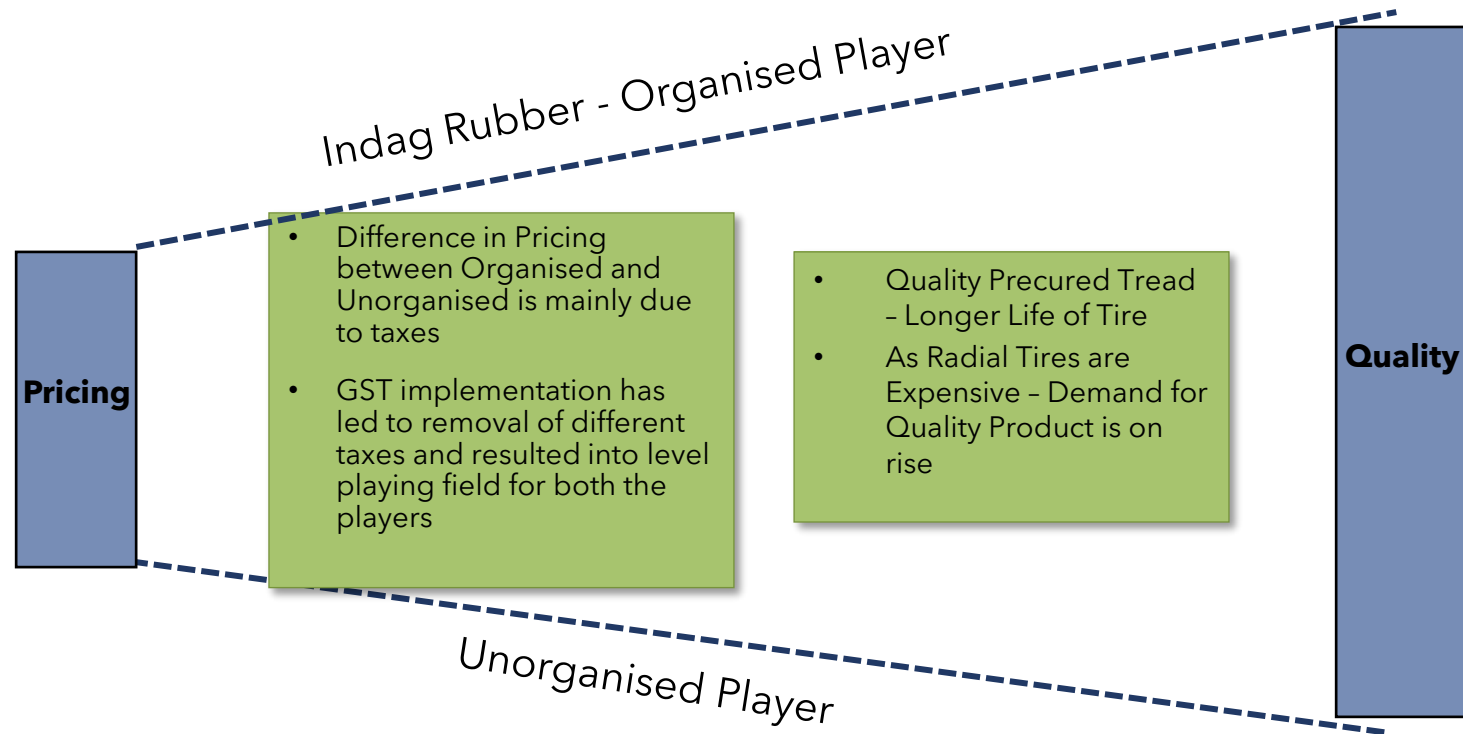 Indag Rubber - Organised Player
Pricing
• Difference in Pricing
between Organised and
Unorganised is mainly due
to taxes
• GST implementation has
led to removal of different
taxes and resulted into level
playing field for both the
players
• Quality Precured Tread
– Longer Life of Tire
• As Radial Tires are
Expensive – Demand for
Quality Product is on
rise
Quality
Unorganised Player